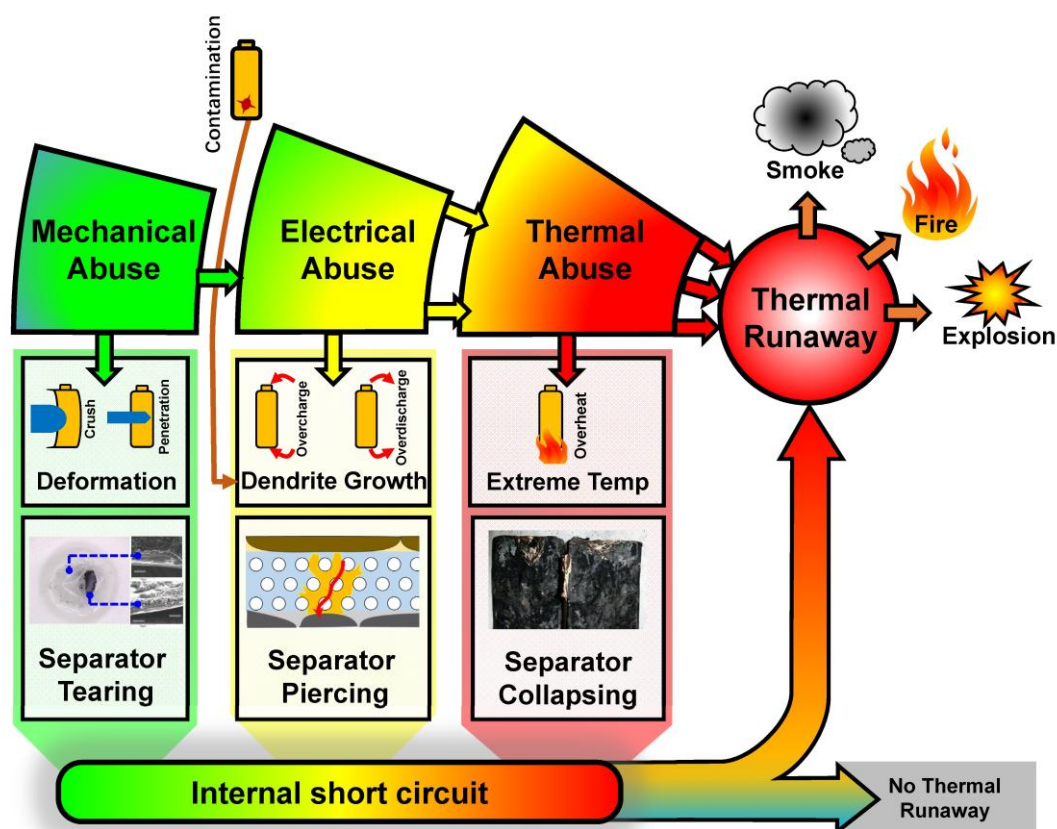 Contamination
Mechanical
Abuse
Electrical
Abuse
Thermal
Abuse
Thermal
Runaway
Smoke
Fire
Explosion
Crush
Penetration
Deformation
Overcharge
Overdischarge
Dendrite Growth
Overheat
Extreme Temp
Separator
Tearing
Separator
Piercing
Separator
Collapsing
Internal short circuit
No Thermal
Runaway